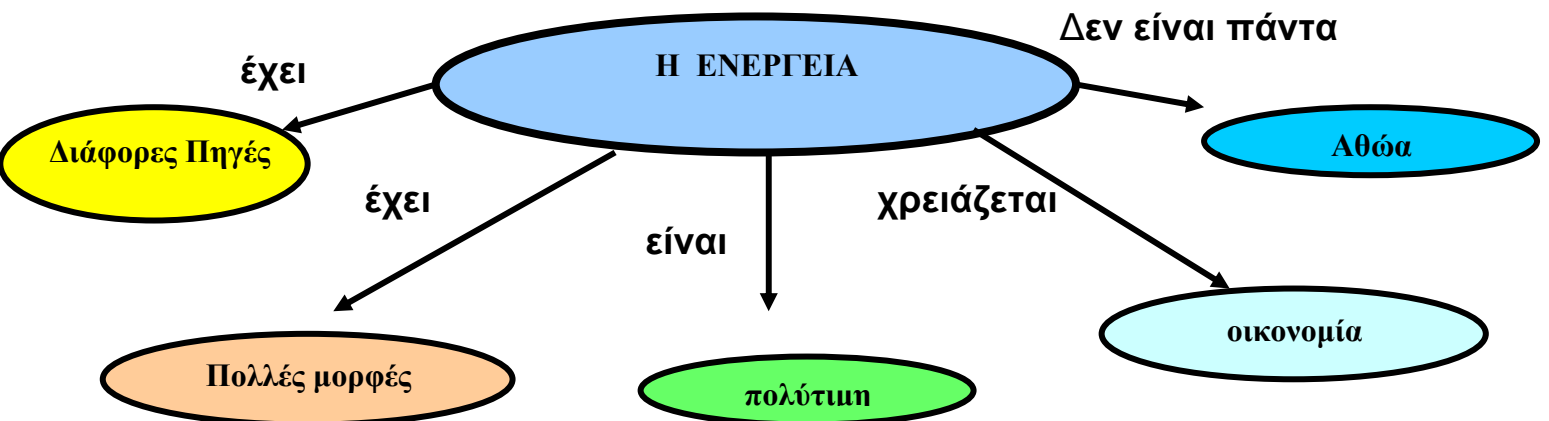 Δεν είναι πάντα
Η ΕΝΕΡΓΕΙΑ
έχει
Διάφορες Πηγές
Αθώα
έχει
χρειάζεται
είναι
οικονομία
Πολλές μορφές
πολύτιμη